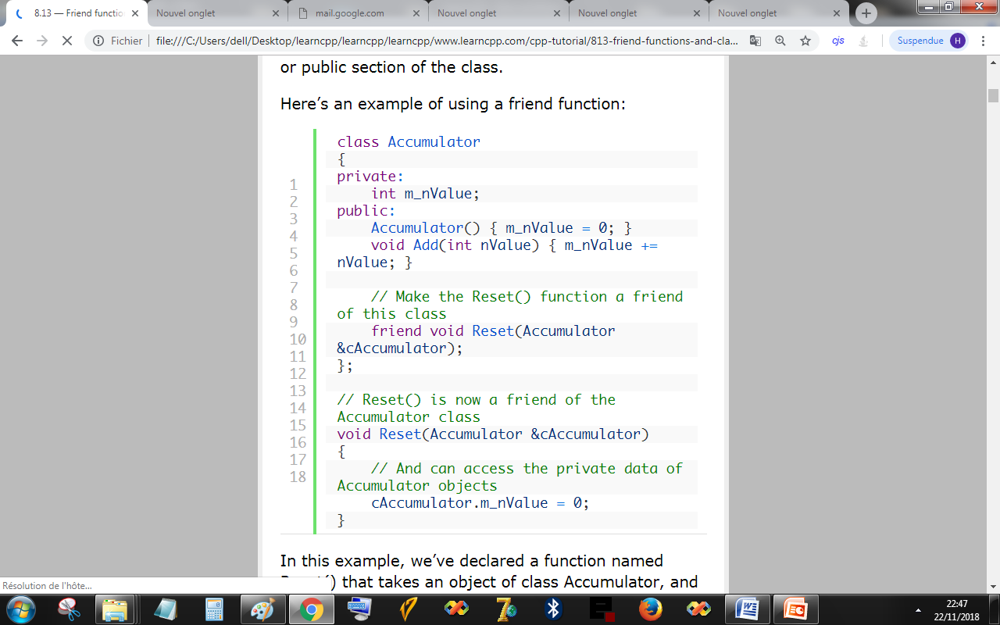 8.13 — Friend functio
Nouvel onglet
mail.google.com
Nouvel onglet
Nouvel onglet
Nouvel onglet
Fichier
file:///C:/Users/dell/Desktop/learncpp/learncpp/learncpp/www.learncpp.com/cpp-tutorial/813-friend-functions-and-cla...
cjs
Suspendue
H
or public section of the class.
Here’s an example of using a friend function:
1
2
3
4
5
6
7
8
9
10
11
12
13
14
15
16
17
18
class Accumulator
{
private:
int m_nValue;
public:
Accumulator() { m_nValue = 0; }
void Add(int nValue) { m_nValue +=
nValue; }
// Make the Reset() function a friend
of this class
friend void Reset(Accumulator
&cAccumulator);
};
// Reset() is now a friend of the
Accumulator class
void Reset(Accumulator &cAccumulator)
{
// And can access the private data of
Accumulator objects
cAccumulator.m_nValue = 0;
}
In this example, we’ve declared a function named
) that takes an object of class Accumulator, and
Résolution de l'hôte...
22:47
22/11/2018